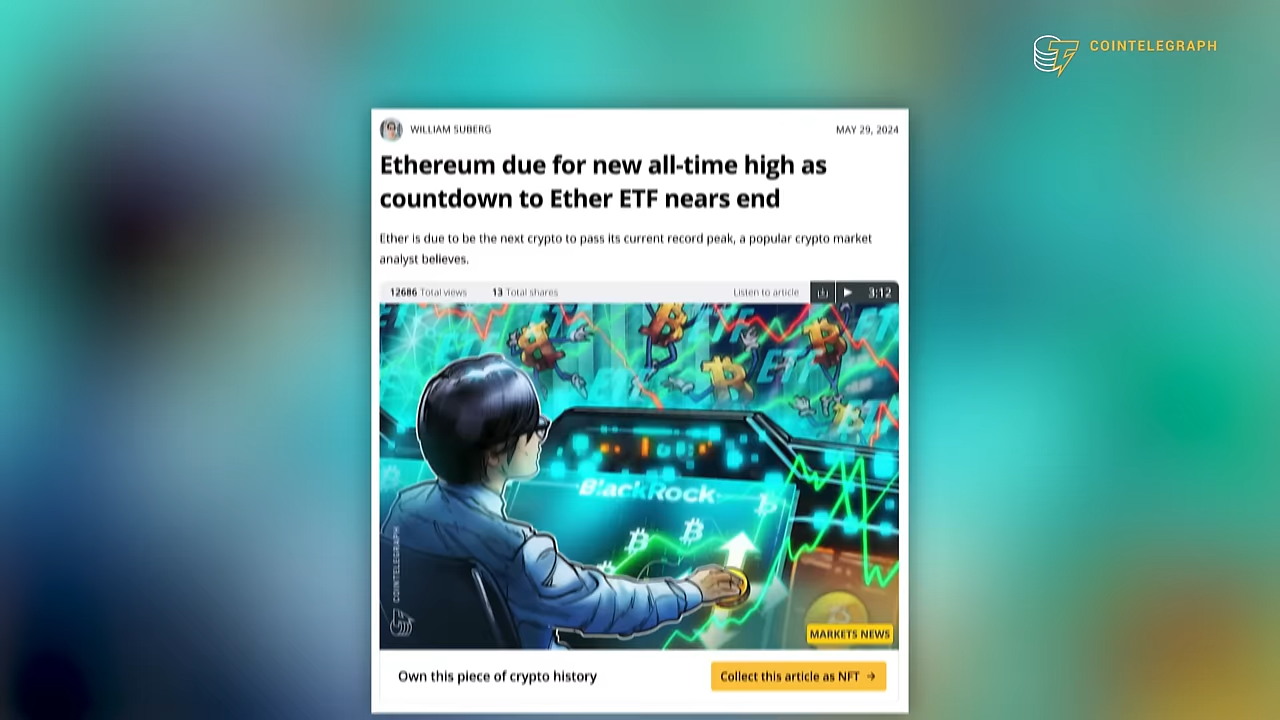 COINTELEGRAPH
WILLIAM SUBERG
MAY 29, 2024
Ethereum due for new all-time high as
countdown to Ether ETF nears end
Ether is due to be the next crypto to pass its current record peak, a popular crypto market
analyst believes.
12686 Total views 13 Total shares Listen to article 3:12
ETF
BlackRock
COINTELEGRAPH
MARKETS NEWS
Own this piece of crypto history
Collect this article as NFT →